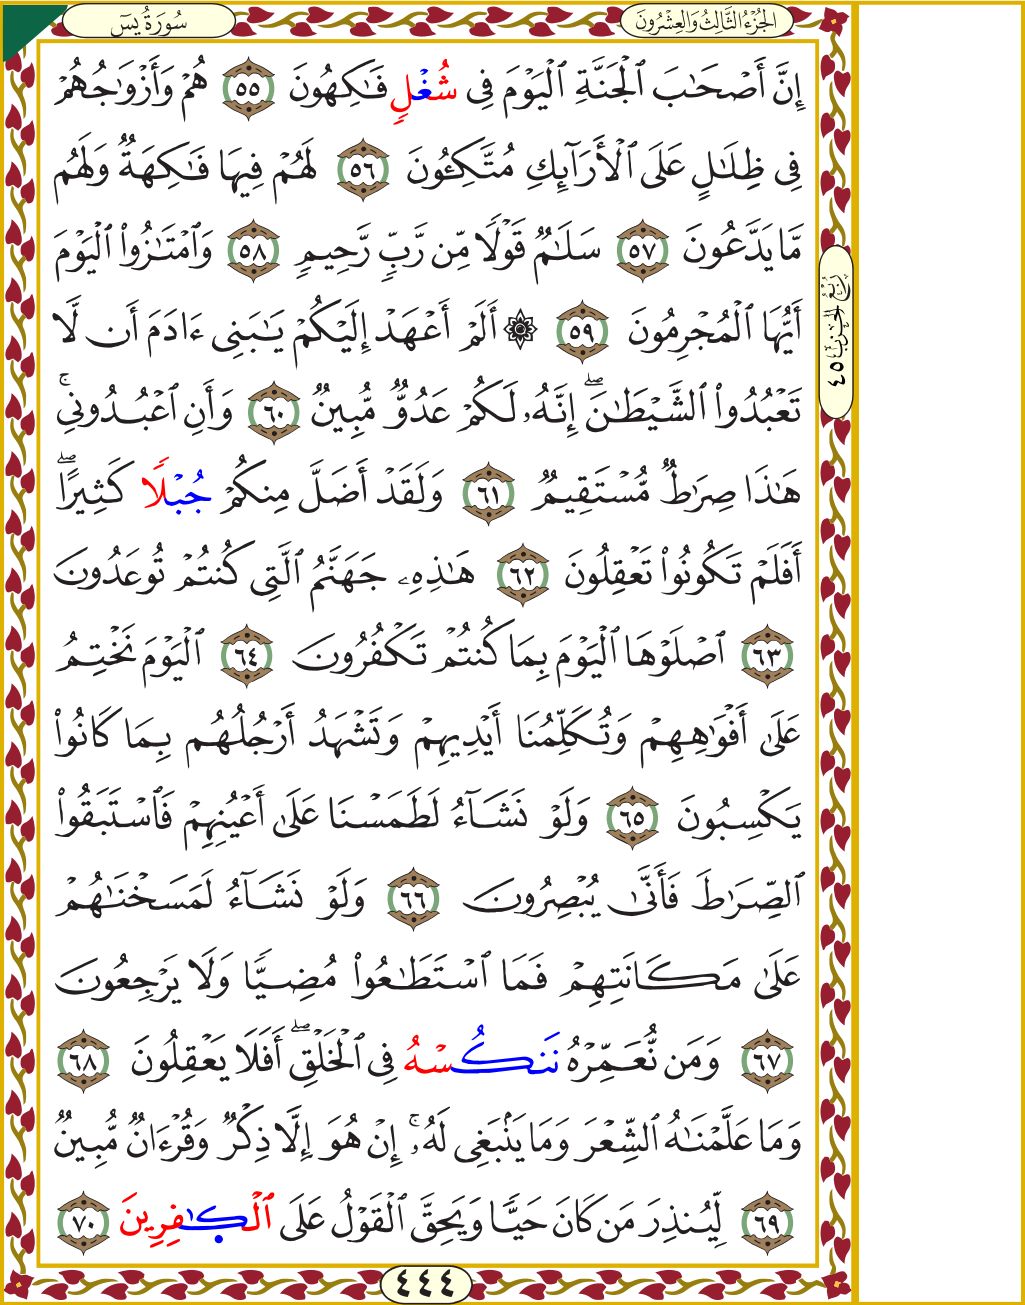 سُورَةُ يسٓ
الجُزْءُ الثَّالِثُ وَالعِشْرُونَ
إِنَّ أَصْحَٰبَ ٱلْجَنَّةِ ٱلْيَوْمَ فِى شُغْلٍ فَٰكِهُونَ ٥٥ هُمْ وَأَزْوَٰجُهُمْ
فِى ظِلَٰلٍ عَلَى ٱلْأَرَآئِكِ مُتَّكِـُٔونَ ٥٦ لَهُمْ فِيهَا فَٰكِهَةٌ وَلَهُم
مَّا يَدَّعُونَ ٥٧ سَلَٰمٌ قَوْلًا مِّن رَّبٍّ رَّحِيمٍ ٥٨ وَٱمْتَٰزُوا۟ ٱلْيَوْمَ
أَيُّهَا ٱلْمُجْرِمُونَ ٥٩ ۞ أَلَمْ أَعْهَدْ إِلَيْكُمْ يَٰبَنِى ءَادَمَ أَن لَّا
تَعْبُدُوا۟ ٱلشَّيْطَٰنَ ۖ إِنَّهُۥ لَكُمْ عَدُوٌّ مُّبِينٌ ٦٠ وَأَنِ ٱعْبُدُونِى ۚ
هَٰذَا صِرَٰطٌ مُّسْتَقِيمٌ ٦١ وَلَقَدْ أَضَلَّ مِنكُمْ جُبْلًا كَثِيرًا ۖ
أَفَلَمْ تَكُونُوا۟ تَعْقِلُونَ ٦٢ هَٰذِهِۦ جَهَنَّمُ ٱلَّتِى كُنتُمْ تُوعَدُونَ
٦٣ ٱصْلَوْهَا ٱلْيَوْمَ بِمَا كُنتُمْ تَكْفُرُونَ ٦٤ ٱلْيَوْمَ نَخْتِمُ
عَلَىٰ أَفْوَٰهِهِمْ وَتُكَلِّمُنَا أَيْدِيهِمْ وَتَشْهَدُ أَرْجُلُهُم بِمَا كَانُوا۟
يَكْسِبُونَ ٦٥ وَلَوْ نَشَآءُ لَطَمَسْنَا عَلَىٰ أَعْيُنِهِمْ فَٱسْتَبَقُوا۟
ٱلصِّرَٰطَ فَأَنَّىٰ يُبْصِرُونَ ٦٦ وَلَوْ نَشَآءُ لَمَسَخْنَٰهُمْ
عَلَىٰ مَكَانَتِهِمْ فَمَا ٱسْتَطَٰعُوا۟ مُضِيًّا وَلَا يَرْجِعُونَ
٦٧ وَمَن نُّعَمِّرْهُ نَنكُسْهُ فِى ٱلْخَلْقِ ۖ أَفَلَا يَعْقِلُونَ ٦٨
وَمَا عَلَّمْنَٰهُ ٱلشِّعْرَ وَمَا يَنۢبَغِى لَهُۥٓ ۚ إِنْ هُوَ إِلَّا ذِكْرٌ وَقُرْءَانٌ مُّبِينٌ
٦٩ لِّيُنذِرَ مَن كَانَ حَيًّا وَيَحِقَّ ٱلْقَوْلُ عَلَى ٱلْكَٰفِرِينَ ٧٠
رُبْعُ الحِزْبِ ٤٥
٤٤٤